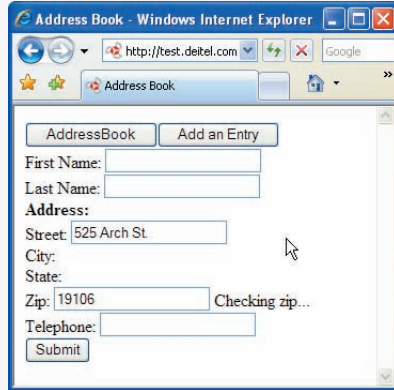 Address Book - Windows Internet Explorer
http://test.deitel.com
Google
Address Book
»
AddressBook Add an Entry
First Name:
Last Name:
Address:
Street: 525 Arch St.
City:
State:
Zip: 19106 Checking zip...
Telephone:
Submit